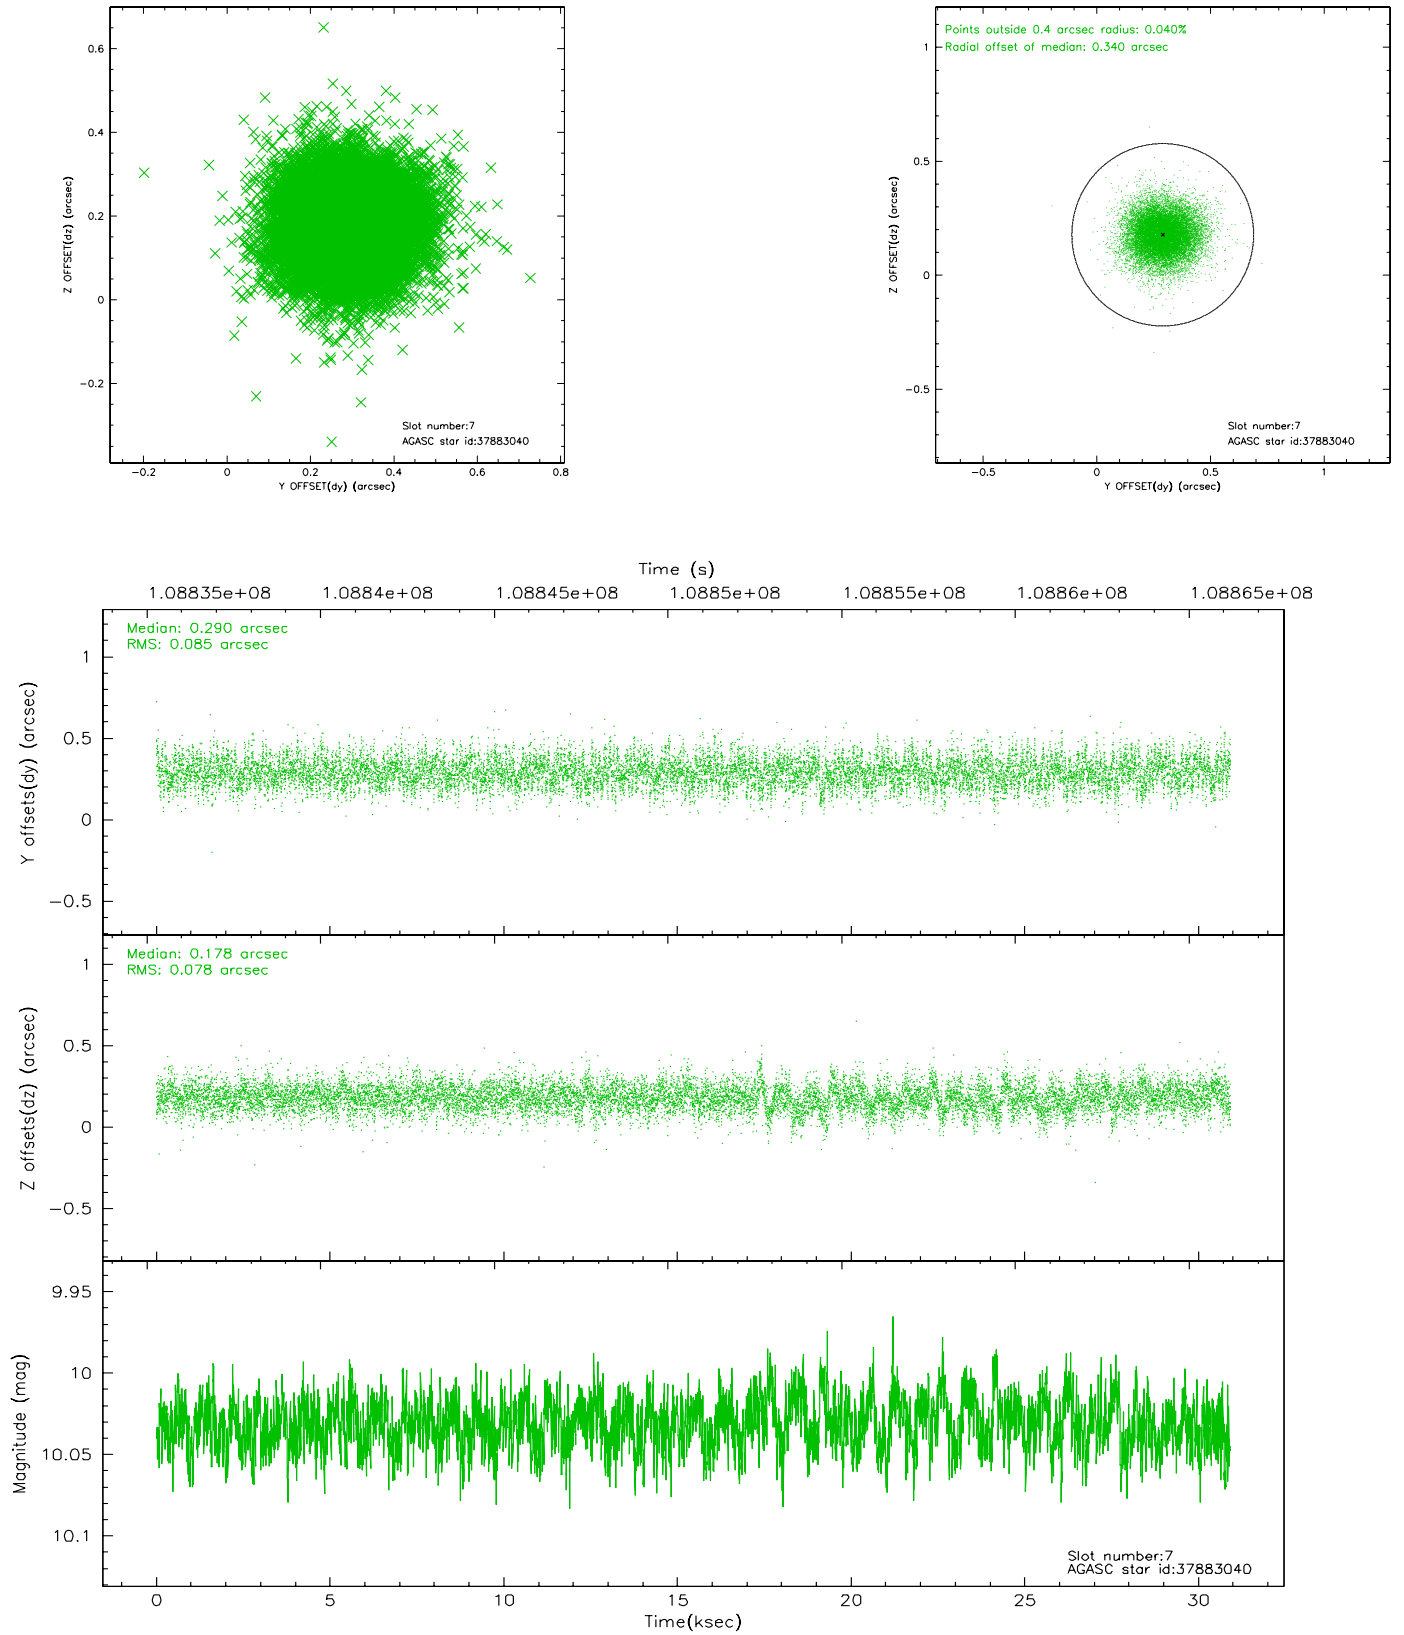 0.6
0.4
0.2
0
−0.2
Z OFFSET(dz) (arcsec)
−0.2 0 0.2 0.4 0.6 0.8
Y OFFSET(dy) (arcsec)
Slot number:7
AGASC star id:37883040
Points outside 0.4 arcsec radius: 0.040%
Radial offset of median: 0.340 arcsec
1
0.5
0
−0.5
Z OFFSET(dz) (arcsec)
−0.5 0 0.5 1
Y OFFSET(dy) (arcsec)
Slot number:7
AGASC star id:37883040
Time (s)
1.08835e+08 1.0884e+08 1.08845e+08 1.0885e+08 1.08855e+08 1.0886e+08 1.08865e+08
Median: 0.290 arcsec
RMS: 0.085 arcsec
1
0.5
0
−0.5
Y offsets(dy) (arcsec)
Median: 0.178 arcsec
RMS: 0.078 arcsec
1
0.5
0
−0.5
Z offsets(dz) (arcsec)
9.95
10
10.05
10.1
Magnitude (mag)
Slot number:7
AGASC star id:37883040
0 5 10 15 20 25 30
Time(ksec)